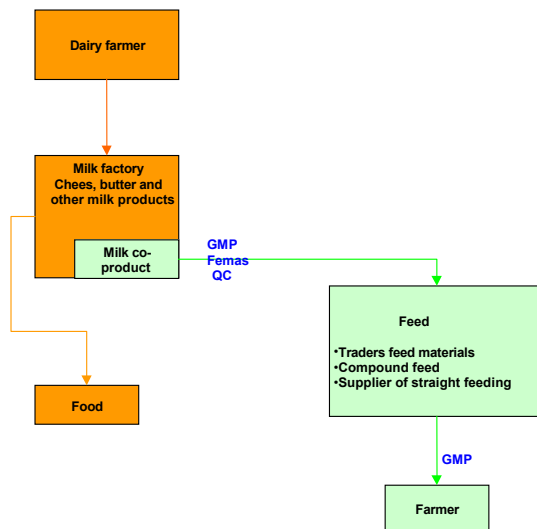 Dairy farmer
Milk factory
Chees, butter and
other milk products
Milk co-
product
GMP
Femas
QC
Feed
•Traders feed materials
•Compound feed
•Supplier of straight feeding
Food
GMP
Farmer